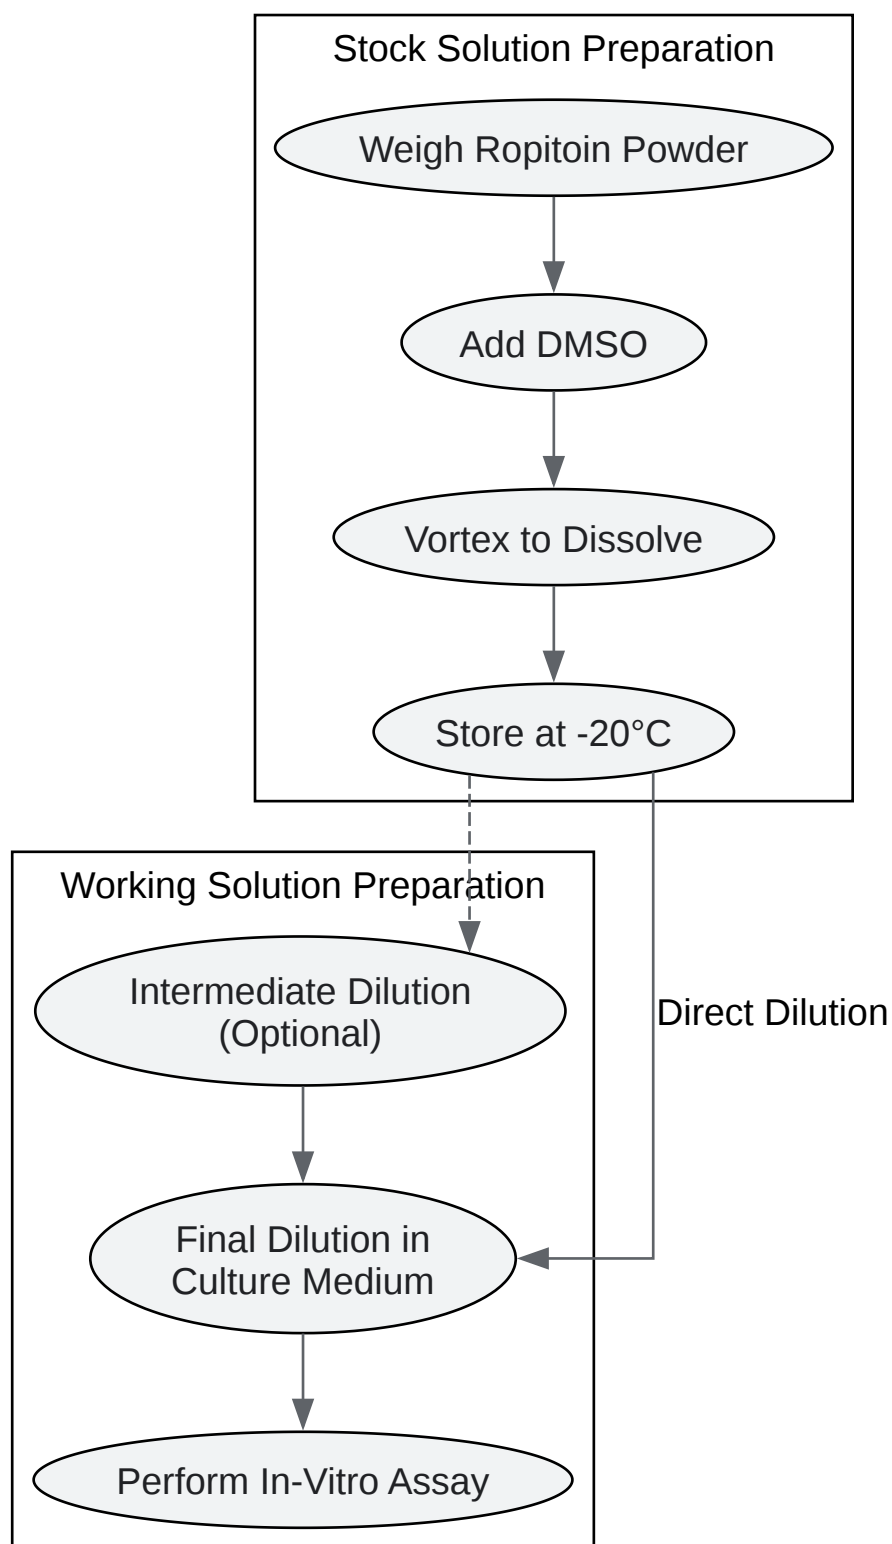 Stock Solution Preparation
Weigh Ropitoin Powder
Add DMSO
Vortex to Dissolve
Store at -20°C
Working Solution Preparation
Intermediate Dilution
(Optional)
Direct Dilution
Final Dilution in
Culture Medium
Perform In-Vitro Assay